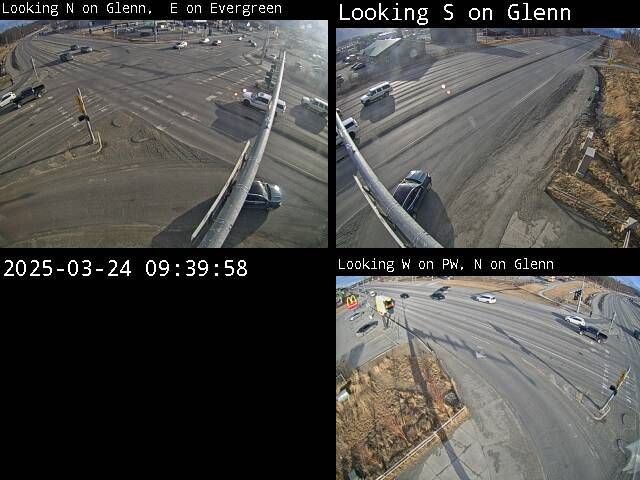 Looking N on Glenn,  E on Evergreen
Looking S on Glenn
2025-03-24 09:39:58
Looking W on PW, N on Glenn